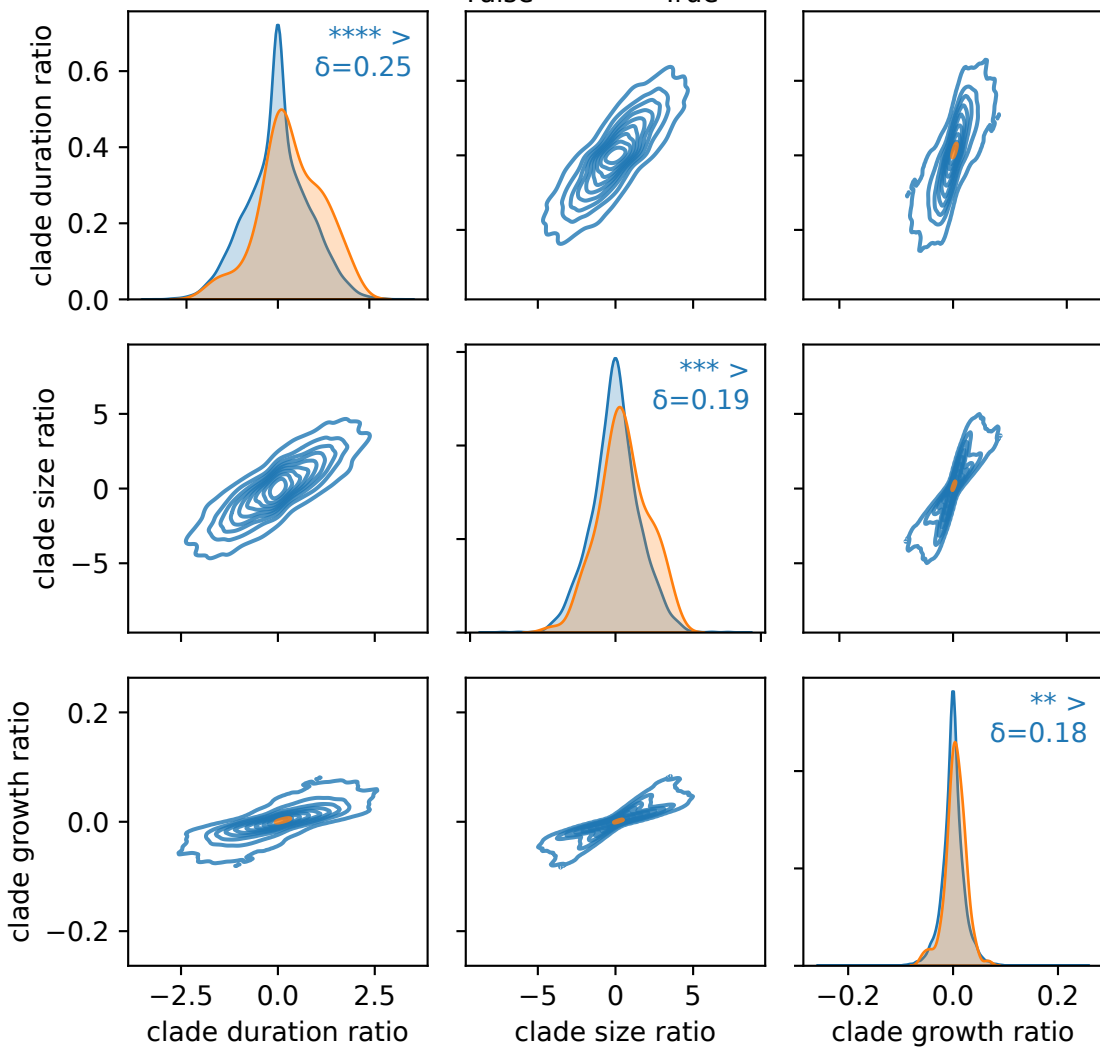 clade duration ratio
0.6
0.4
0.2
0.0
**** >
δ=0.25
clade size ratio
5
0
−5
*** >
δ=0.19
clade growth ratio
0.2
0.0
−0.2
** >
δ=0.18
−2.5 0.0 2.5
−5 0 5
−0.2 0.0 0.2
clade duration ratio
clade size ratio
clade growth ratio